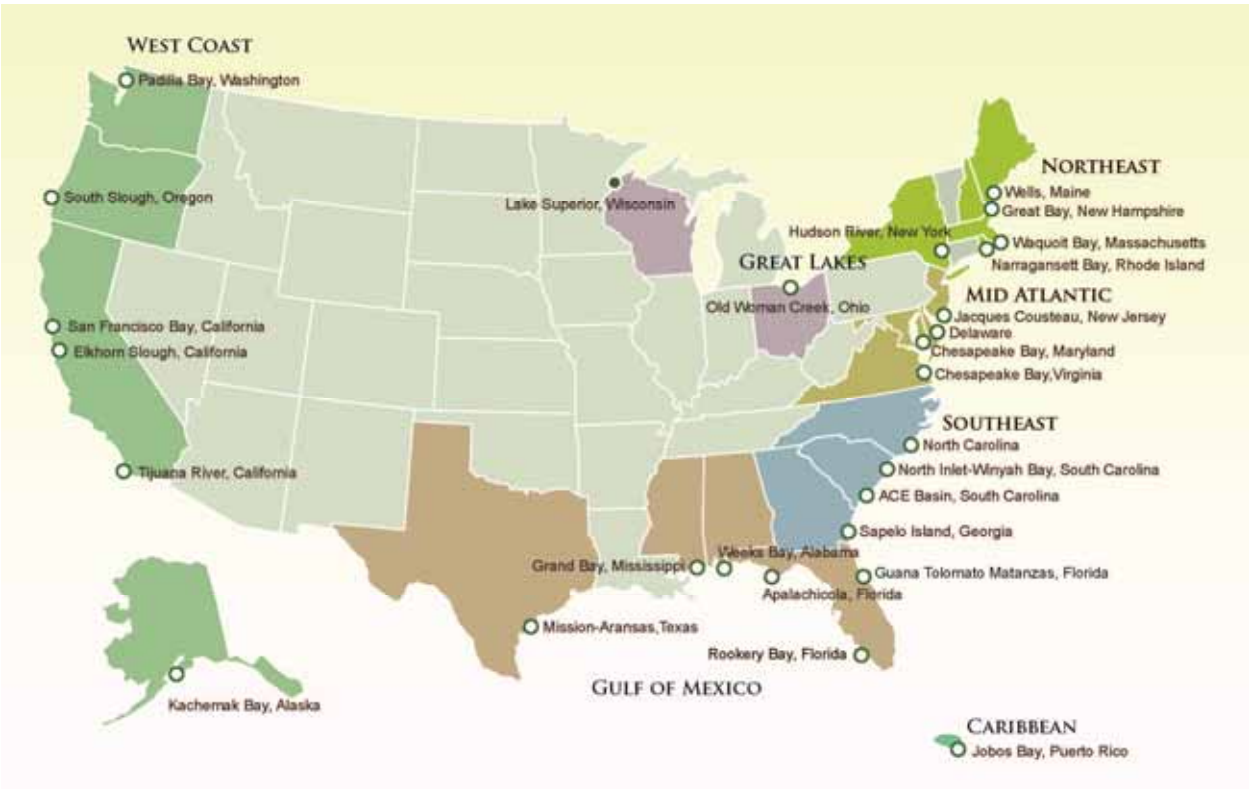 WEST COAST
Padilla Bay, Washington
South Slough, Oregon
San Francisco Bay, California
Elkhorn Slough, California
Tijuana River, California
Kachemak Bay, Alaska
Lake Superior, Wisconsin
GREAT LAKES
Old Woman Creek, Ohio
NORTHEAST
Wells, Maine
Great Bay, New Hampshire
Hudson River, New York
Waquoit Bay, Massachusetts
Narragansett Bay, Rhode Island
MID ATLANTIC
Jacques Cousteau, New Jersey
Delaware
Chesapeake Bay, Maryland
Chesapeake Bay,Virginia
SOUTHEAST
North Carolina
North Inlet-Winyah Bay, South Carolina
ACE Basin, South Carolina
Sapelo Island, Georgia
Guana Tolomato Matanzas, Florida
Weeks Bay, Alabama
Grand Bay, Mississippi
Apalachicola, Florida
Mission-Aransas,Texas
Rookery Bay, Florida
GULF OF MEXICO
CARIBBEAN
Jobos Bay, Puerto Rico